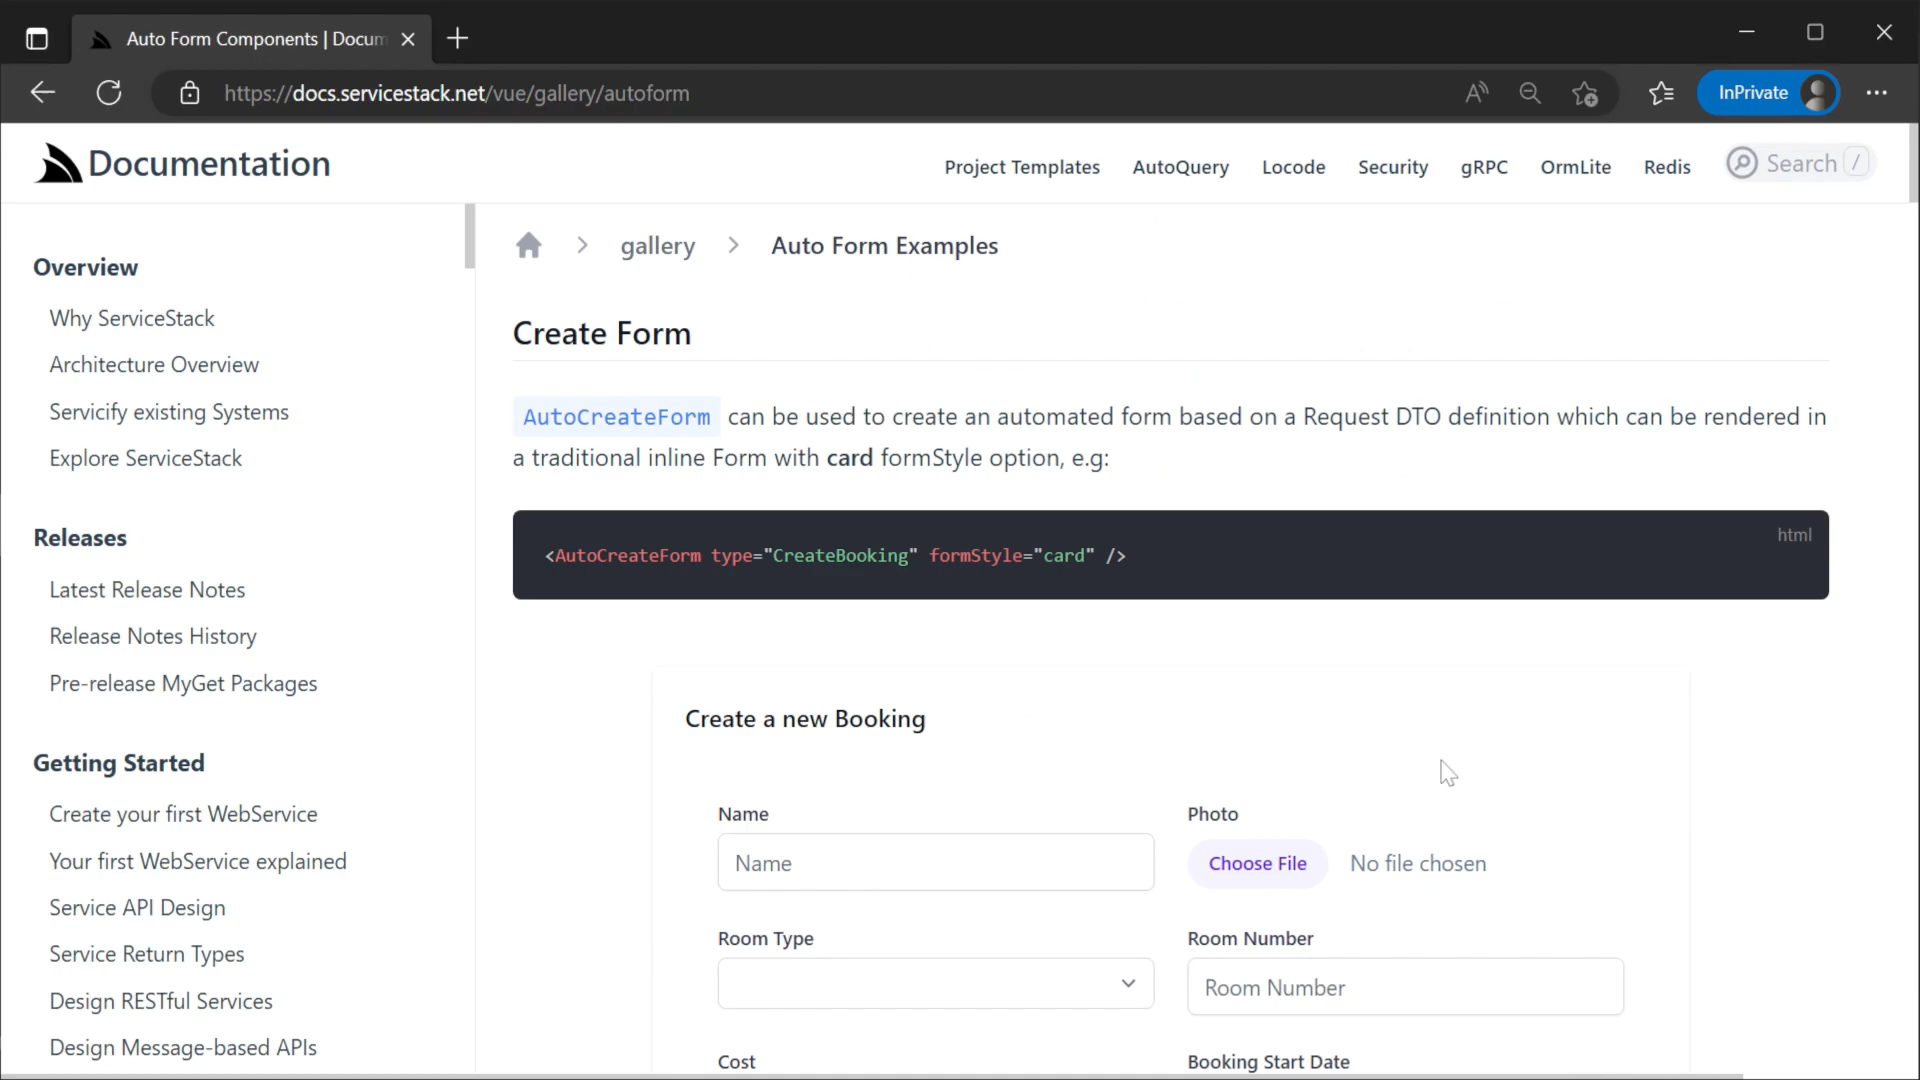 Auto Form Components | Docum
https://docs.servicestack.net/vue/gallery/autoform
InPrivate
Documentation
Project Templates
AutoQuery
Locode
Security
gRPC
OrmLite
Redis
Search /
Overview
Why ServiceStack
Architecture Overview
Servicify existing Systems
Explore ServiceStack
Releases
Latest Release Notes
Release Notes History
Pre-release MyGet Packages
Getting Started
Create your first WebService
Your first WebService explained
Service API Design
Service Return Types
Design RESTful Services
Design Message-based APIs
gallery
Auto Form Examples
Create Form
AutoCreateForm can be used to create an automated form based on a Request DTO definition which can be rendered in
a traditional inline Form with card formStyle option, e.g:
html
<AutoCreateForm type="CreateBooking" formStyle="card" />
Create a new Booking
Name
Name
Photo
Choose File No file chosen
Room Type
Room Number
Room Number
Cost
Booking Start Date